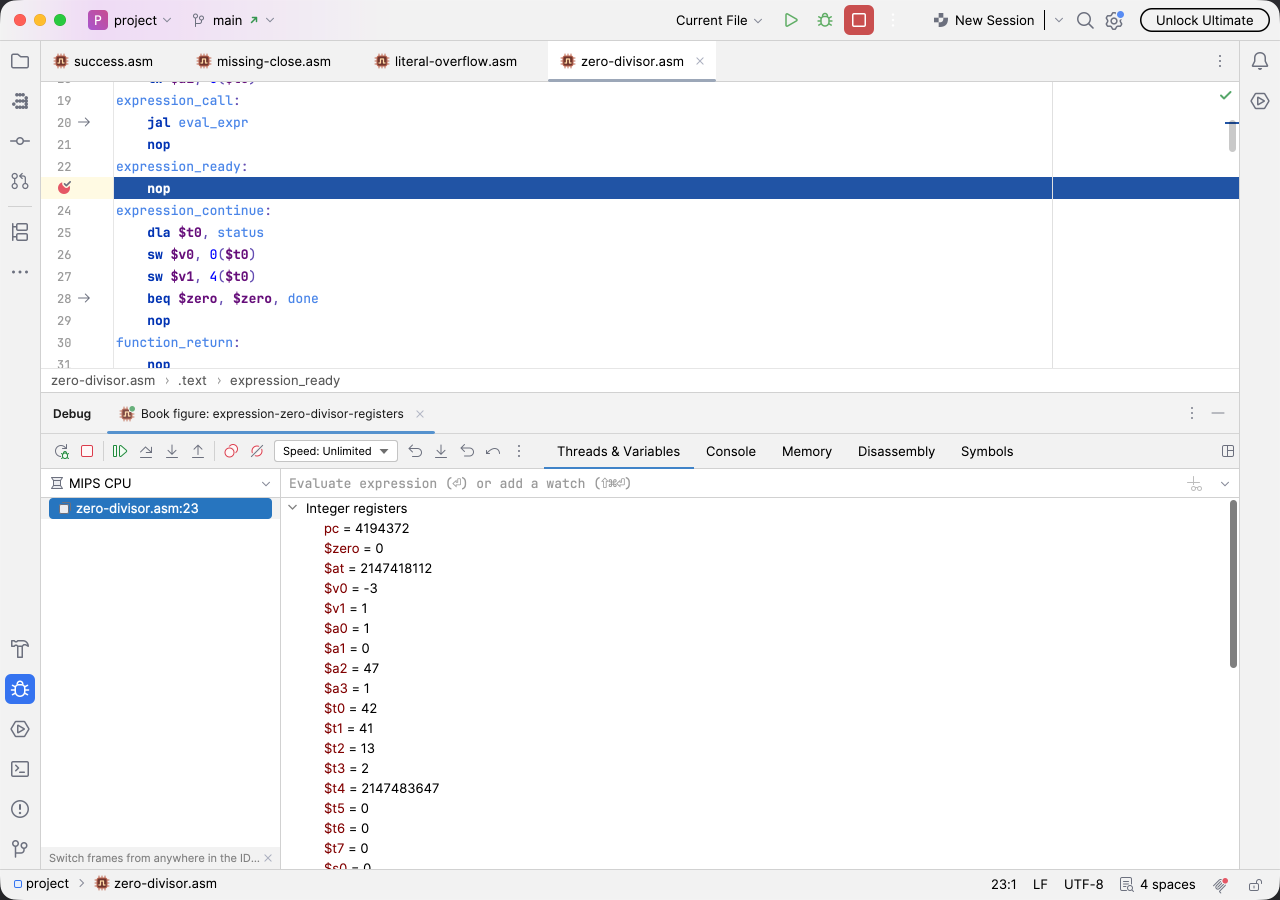 P project main Current File New Session Unlock Ultimate
success.asm missing-close.asm literal-overflow.asm zero-divisor.asm
19 expression_call:
20 jal eval_expr
21 nop
22 expression_ready:
nop
24 expression_continue:
25 dla $t0, status
26 sw $v0, 0($t0)
27 sw $v1, 4($t0)
28 beq $zero, $zero, done
29 nop
30 function_return:
31 nop
zero-divisor.asm › .text › expression_ready
Debug Book figure: expression-zero-divisor-registers
Speed: Unlimited Threads & Variables Console Memory Disassembly Symbols
MIPS CPU Evaluate expression (⏎) or add a watch (⇧⌘⏎)
zero-divisor.asm:23
Integer registers
pc = 4194372
$zero = 0
$at = 2147418112
$v0 = -3
$v1 = 1
$a0 = 1
$a1 = 0
$a2 = 47
$a3 = 1
$t0 = 42
$t1 = 41
$t2 = 13
$t3 = 2
$t4 = 2147483647
$t5 = 0
$t6 = 0
$t7 = 0
$s0 = 0
Switch frames from anywhere in the ID...
project › zero-divisor.asm 23:1 LF UTF-8 4 spaces